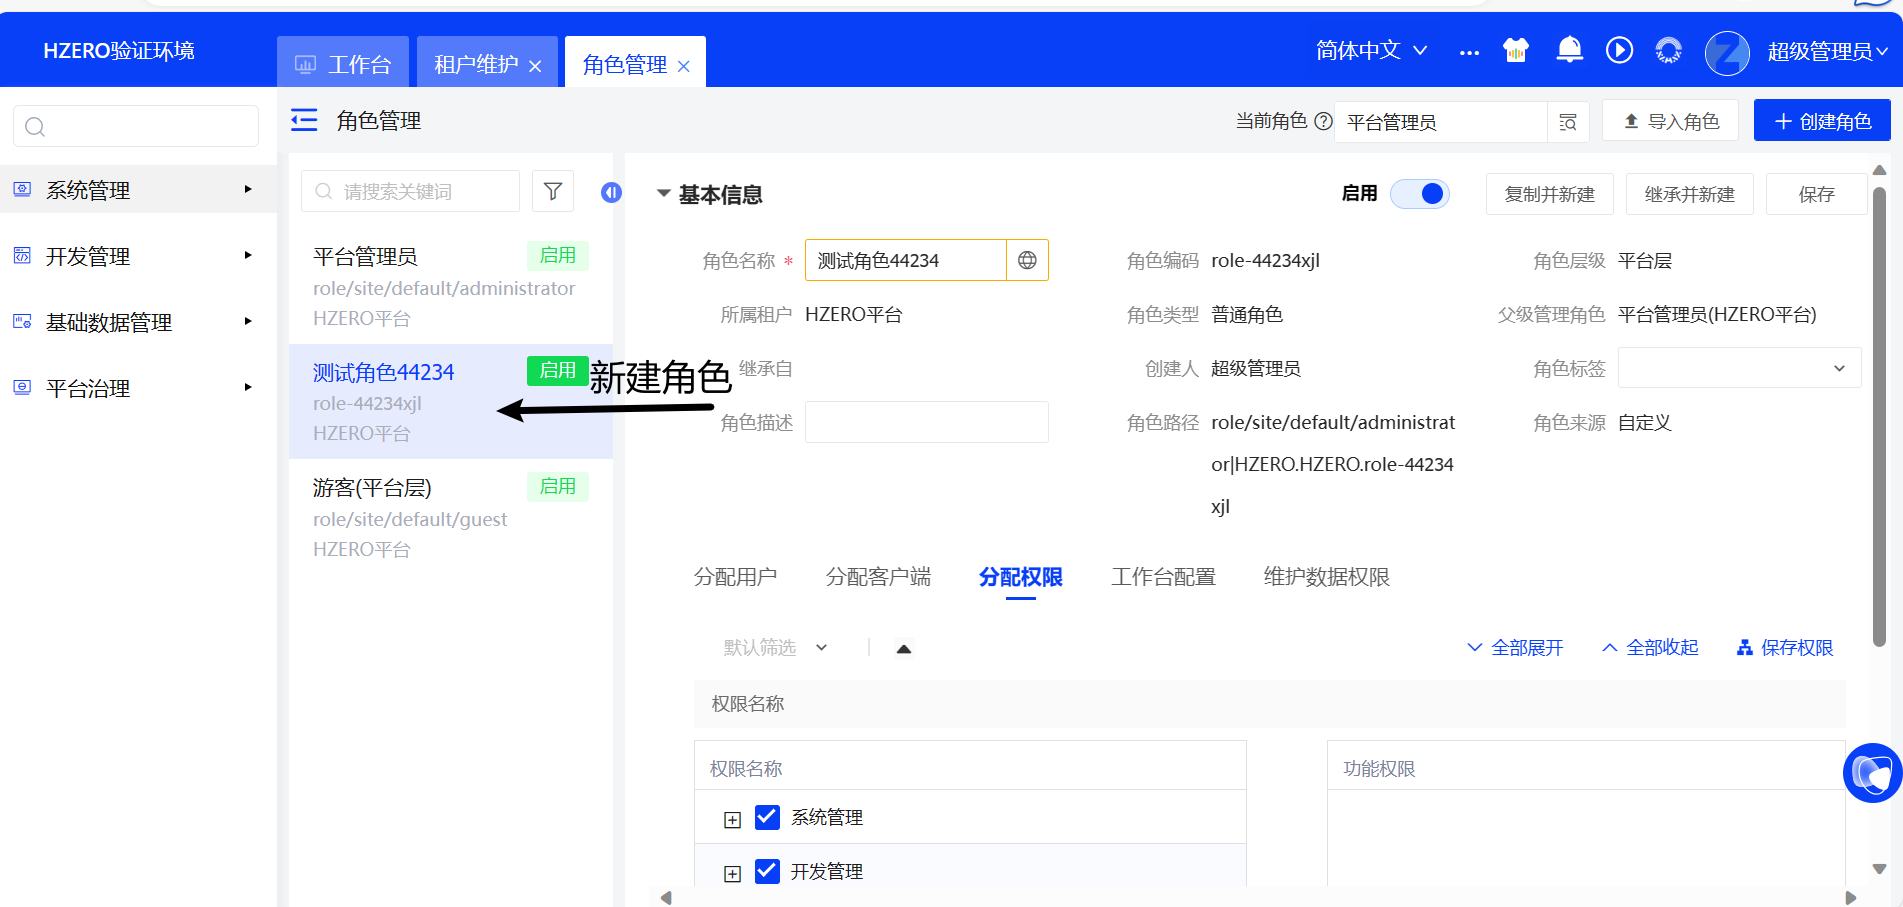 HZERO验证环境
工作台
租户维护
角色管理
简体中文
...
超级管理员
角色管理
当前角色
平台管理员
导入角色
创建角色
系统管理
开发管理
基础数据管理
平台治理
请搜索关键词
平台管理员
启用
role/site/default/administrator
HZERO平台
测试角色44234
启用
role-44234xjl
HZERO平台
新建角色
游客(平台层)
启用
role/site/default/guest
HZERO平台
基本信息
启用
复制并新建
继承并新建
保存
角色名称 *
测试角色44234
角色编码
role-44234xjl
角色层级
平台层
所属租户
HZERO平台
角色类型
普通角色
父级管理角色
平台管理员(HZERO平台)
继承自
创建人
超级管理员
角色标签
角色描述
角色路径
role/site/default/administrat
or|HZERO.HZERO.role-44234
xjl
角色来源
自定义
分配用户
分配客户端
分配权限
工作台配置
维护数据权限
默认筛选
全部展开
全部收起
保存权限
权限名称
权限名称
功能权限
系统管理
开发管理